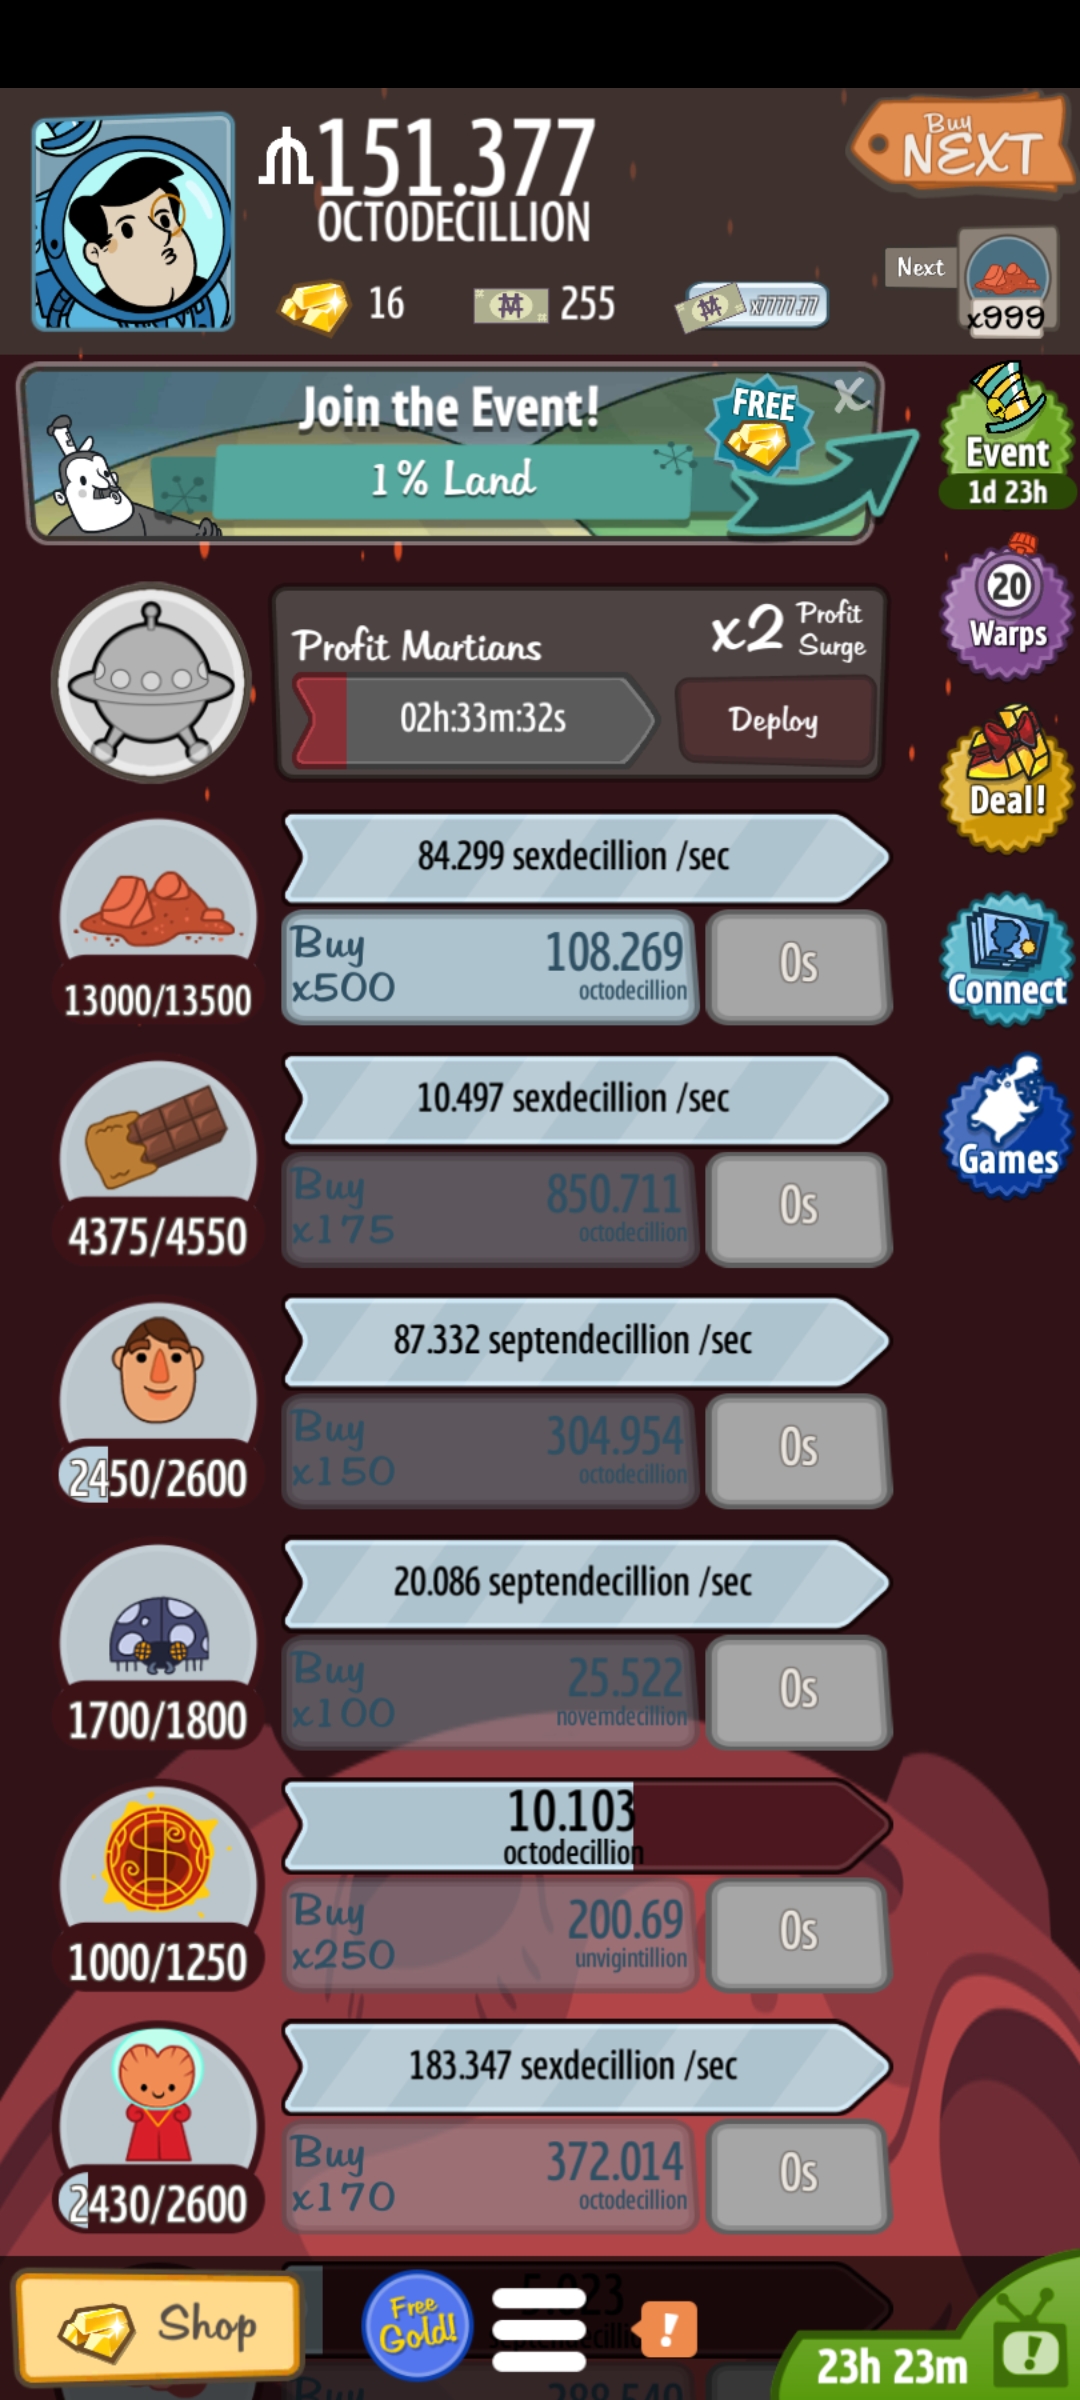 151.377
OCTODECILLION
Buy
NEXT
16
255
x7777.77
Next
x999
Join the Event!
1% Land
FREE
Event
1d 23h
20
Warps
Deal!
Connect
Games
Profit Martians
x2 Profit Surge
02h:33m:32s
Deploy
84.299 sexdecillion /sec
13000/13500
Buy
x500
108.269
octodecillion
0s
10.497 sexdecillion /sec
4375/4550
Buy
x175
850.711
octodecillion
0s
87.332 septendecillion /sec
2450/2600
Buy
x150
304.954
octodecillion
0s
20.086 septendecillion /sec
1700/1800
Buy
x100
25.522
novemdecillion
0s
10.103
octodecillion
1000/1250
Buy
x250
200.69
unvigintillion
0s
183.347 sexdecillion /sec
2430/2600
Buy
x170
372.014
octodecillion
0s
Shop
Free
Gold!
!
23h 23m
!
Buy